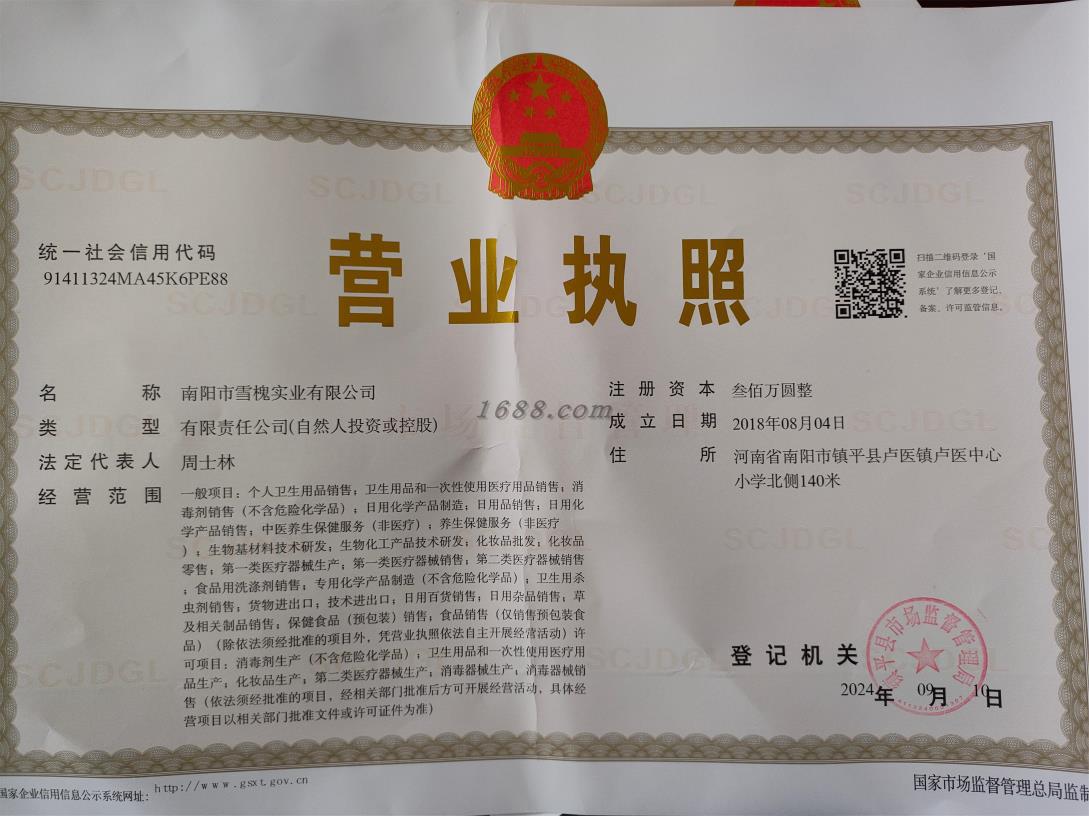 统一社会信用代码
91411324MA45K6PE88
营业执照
扫描二维码登录‘国
家企业信用信息公示
系统’了解更多登记、
备案、许可监管信息。
名称 南阳市雪槐实业有限公司
类型 有限责任公司(自然人投资或控股)
法定代表人 周士林
经营范围 一般项目：个人卫生用品销售；卫生用品和一次性使用医疗用品销售；消
毒剂销售（不含危险化学品）；日用化学产品制造；日用品销售；日用化
学产品销售；中医养生保健服务（非医疗）；养生保健服务（非医疗
）；生物基材料技术研发；生物化工产品技术研发；化妆品批发；化妆品
零售；第一类医疗器械生产；第一类医疗器械销售；第二类医疗器械销售
；食品用洗涤剂销售；专用化学产品制造（不含危险化学品）；卫生用杀
虫剂销售；货物进出口；技术进出口；日用百货销售；日用杂品销售；草
及相关制品销售；保健食品（预包装）销售；食品销售（仅销售预包装食
品）（除依法须经批准的项目外，凭营业执照依法自主开展经营活动）许
可项目：消毒剂生产（不含危险化学品）；卫生用品和一次性使用医疗用
品生产；化妆品生产；第二类医疗器械生产；消毒器械生产；消毒器械销
售（依法须经批准的项目，经相关部门批准后方可开展经营活动，具体经
营项目以相关部门批准文件或许可证件为准）
注册资本 叁佰万圆整
成立日期 2018年08月04日
住所 河南省南阳市镇平县卢医镇卢医中心
小学北侧140米
1688.com
登记机关
镇平县市场监督管理局
2024年09月10日
国家企业信用信息公示系统网址：http://www.gsxt.gov.cn
国家市场监督管理总局监制
SCJDGL